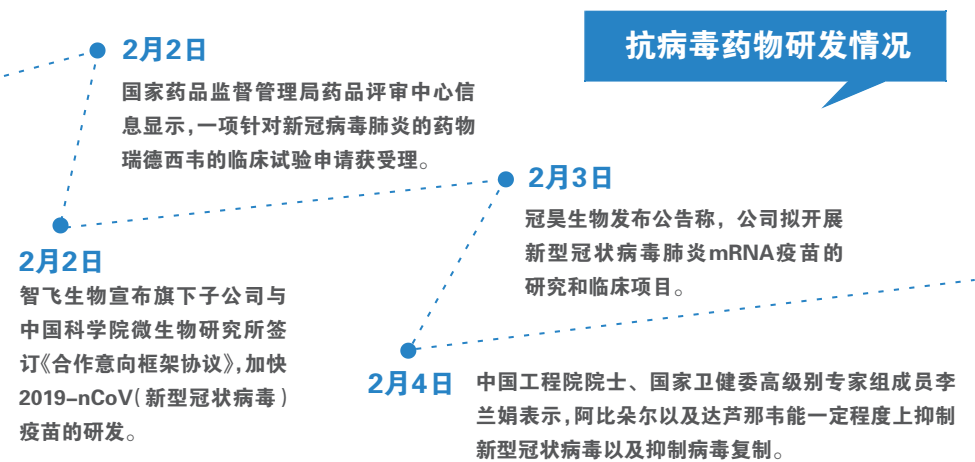 抗病毒药物研发情况
2月2日
国家药品监督管理局药品评审中心信
息显示,一项针对新冠病毒肺炎的药物
瑞德西韦的临床试验申请获受理。
2月2日
智飞生物宣布旗下子公司与
中国科学院微生物研究所签
订《合作意向框架协议》,加快
2019-nCoV(新型冠状病毒)
疫苗的研发。
2月3日
冠昊生物发布公告称，公司拟开展
新型冠状病毒肺炎mRNA疫苗的
研究和临床项目。
2月4日
中国工程院院士、国家卫健委高级别专家组成员李
兰娟表示,阿比朵尔以及达芦那韦能一定程度上抑制
新型冠状病毒以及抑制病毒复制。